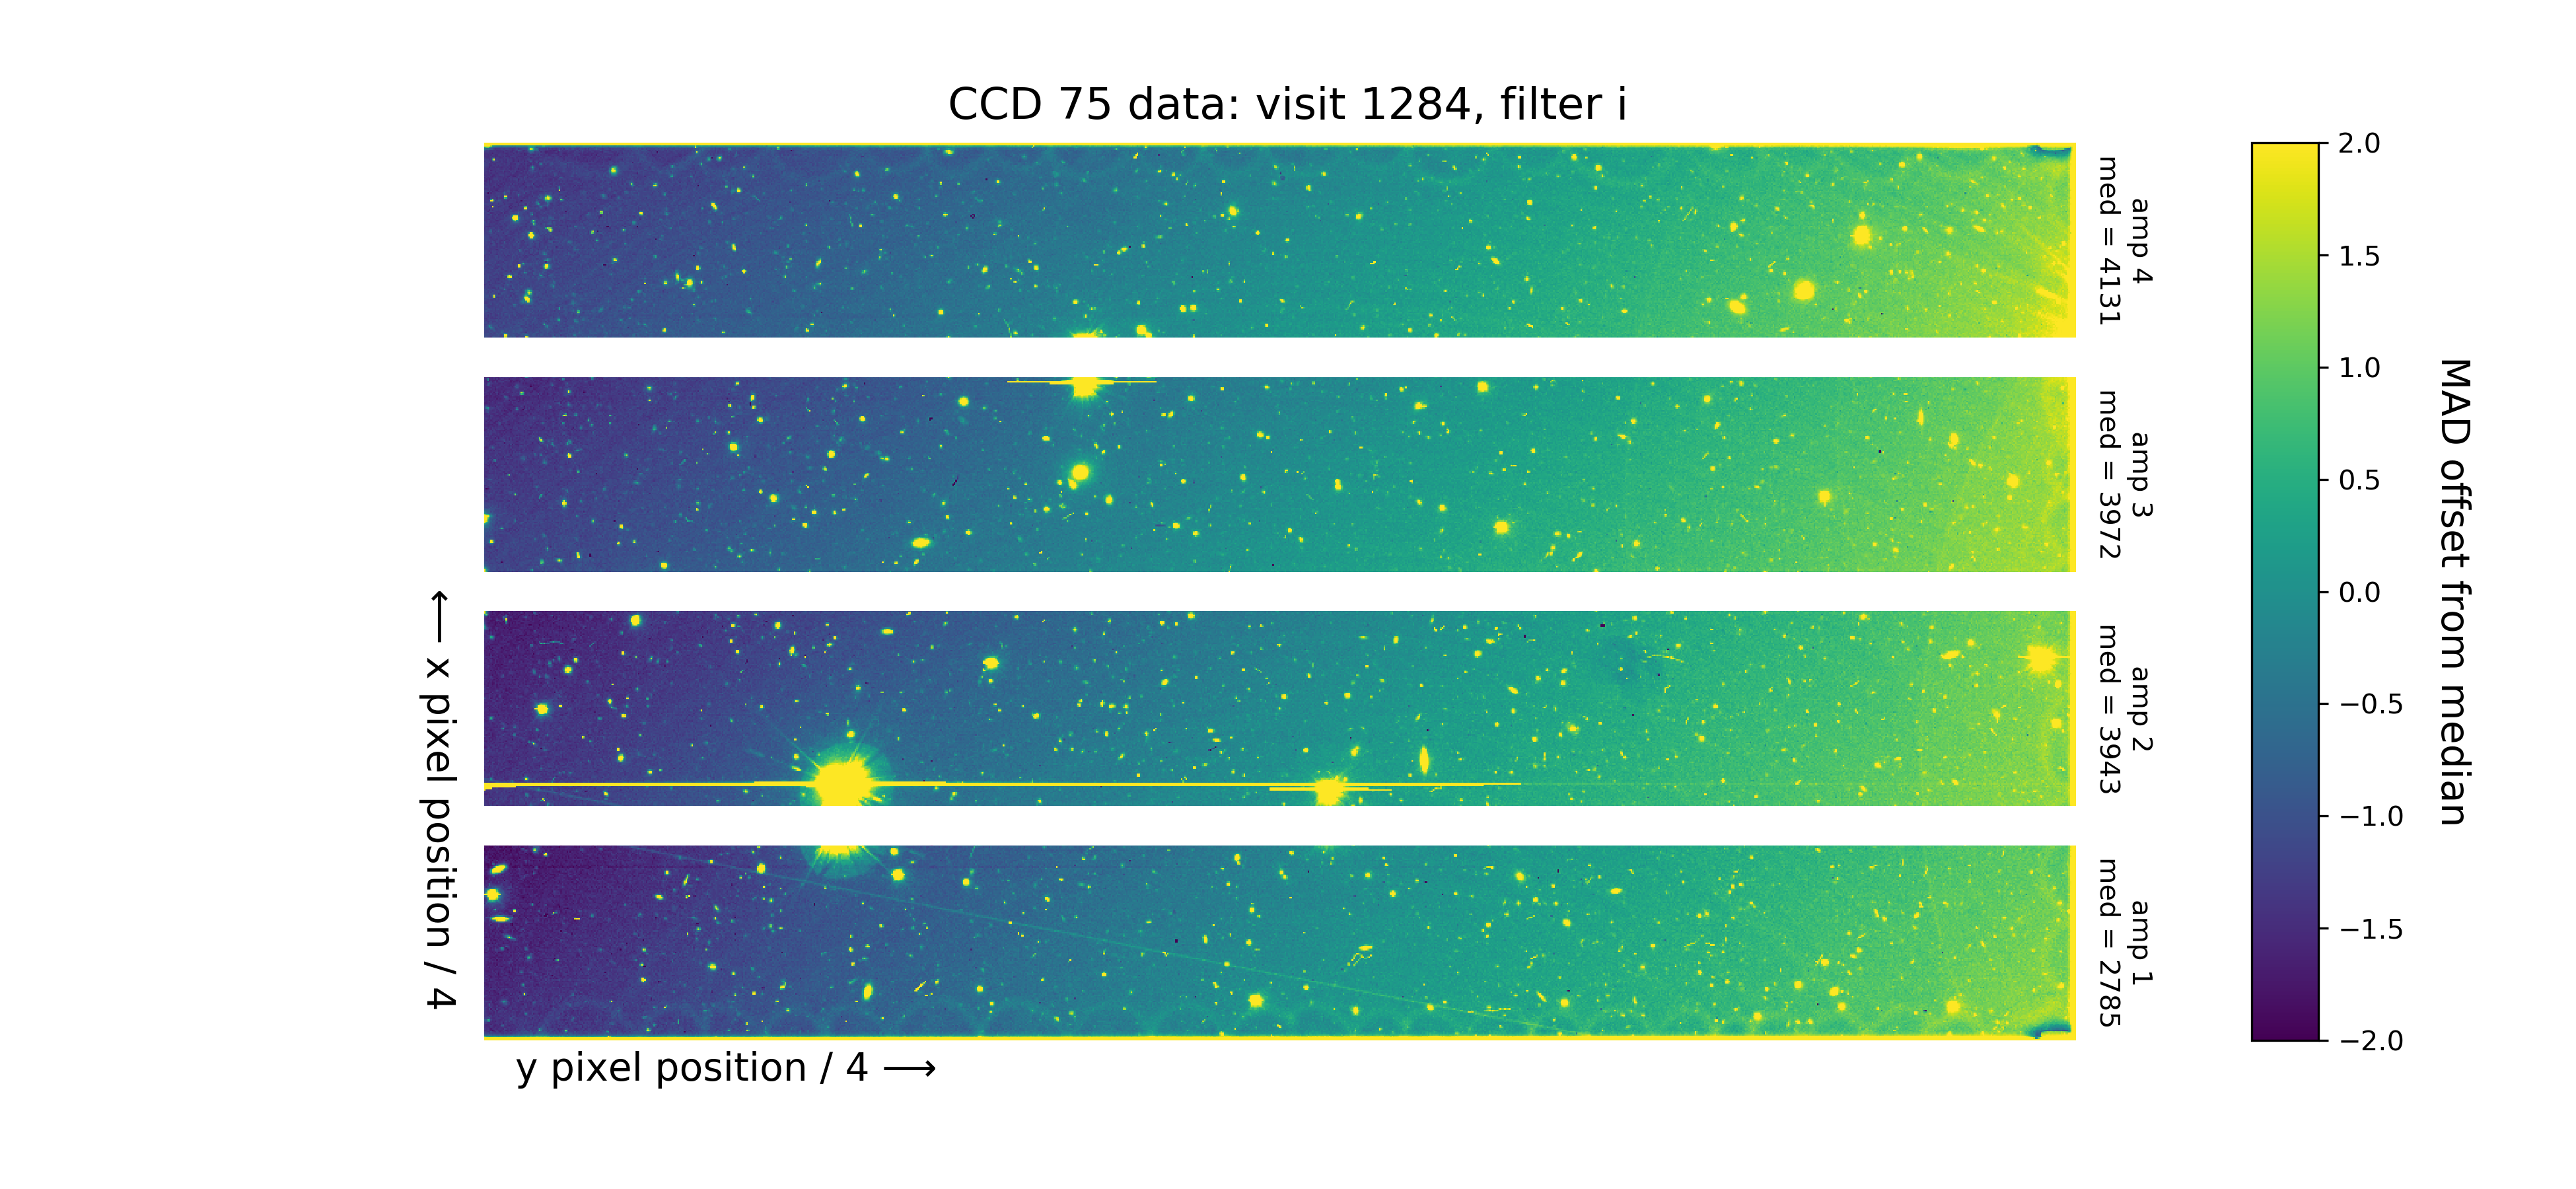 CCD 75 data: visit 1284, filter i
amp 4
med = 4131
amp 3
med = 3972
amp 2
med = 3943
amp 1
med = 2785
⟵ x pixel position / 4
y pixel position / 4 ⟶
2.0
1.5
1.0
0.5
0.0
−0.5
−1.0
−1.5
−2.0
MAD offset from median